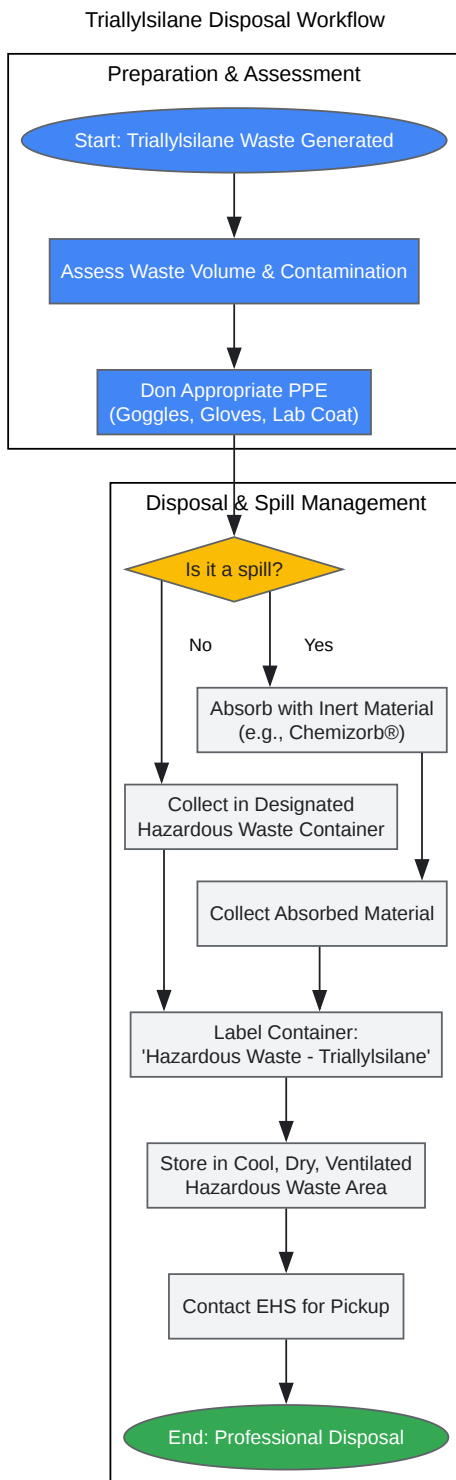 Triallylsilane Disposal Workflow
Preparation & Assessment
Start: Triallylsilane Waste Generated
Assess Waste Volume & Contamination
Don Appropriate PPE
(Goggles, Gloves, Lab Coat)
Disposal & Spill Management
Is it a spill?
No
Yes
Absorb with Inert Material
(e.g., Chemizorb®)
Collect in Designated
Hazardous Waste Container
Collect Absorbed Material
Label Container:
'Hazardous Waste - Triallylsilane'
Store in Cool, Dry, Ventilated
Hazardous Waste Area
Contact EHS for Pickup
End: Professional Disposal